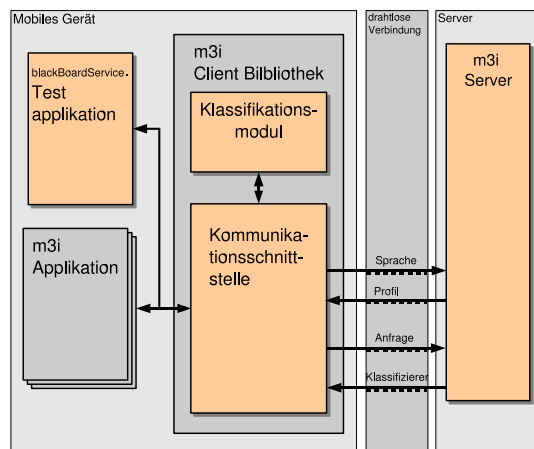 Mobiles Gerät
drahtlose
Verbindung
Server
blackBoardService.
Test
applikation
m3i
Client Bilbliothek
Klassifikations-
modul
m3i
Server
m3i
Applikation
Kommunika-
tionsschnitt-
stelle
Sprache
Profil
Anfrage
Klassifizierer